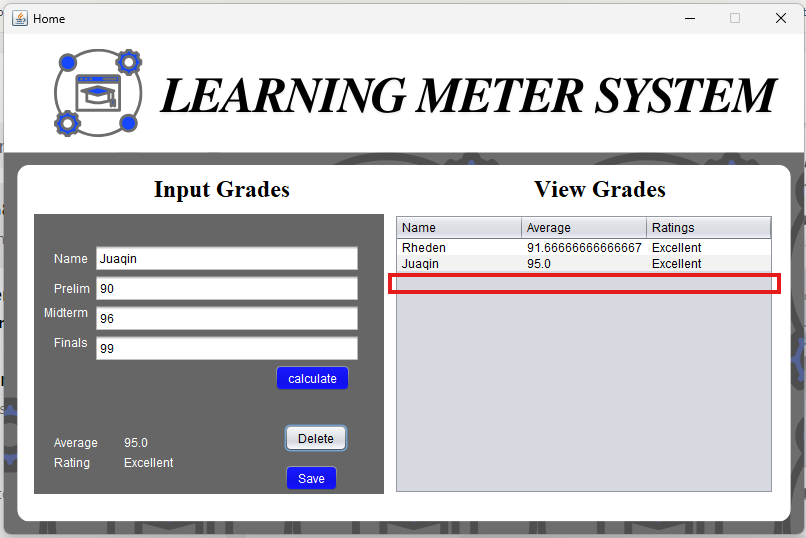 Home
LEARNING METER SYSTEM
Input Grades
Name Juaqin
Prelim 90
Midterm 96
Finals 99
calculate
Average 95.0
Delete
Rating Excellent
Save
View Grades
Name Average Ratings
Rheden 91.66666666666667 Excellent
Juaqin 95.0 Excellent